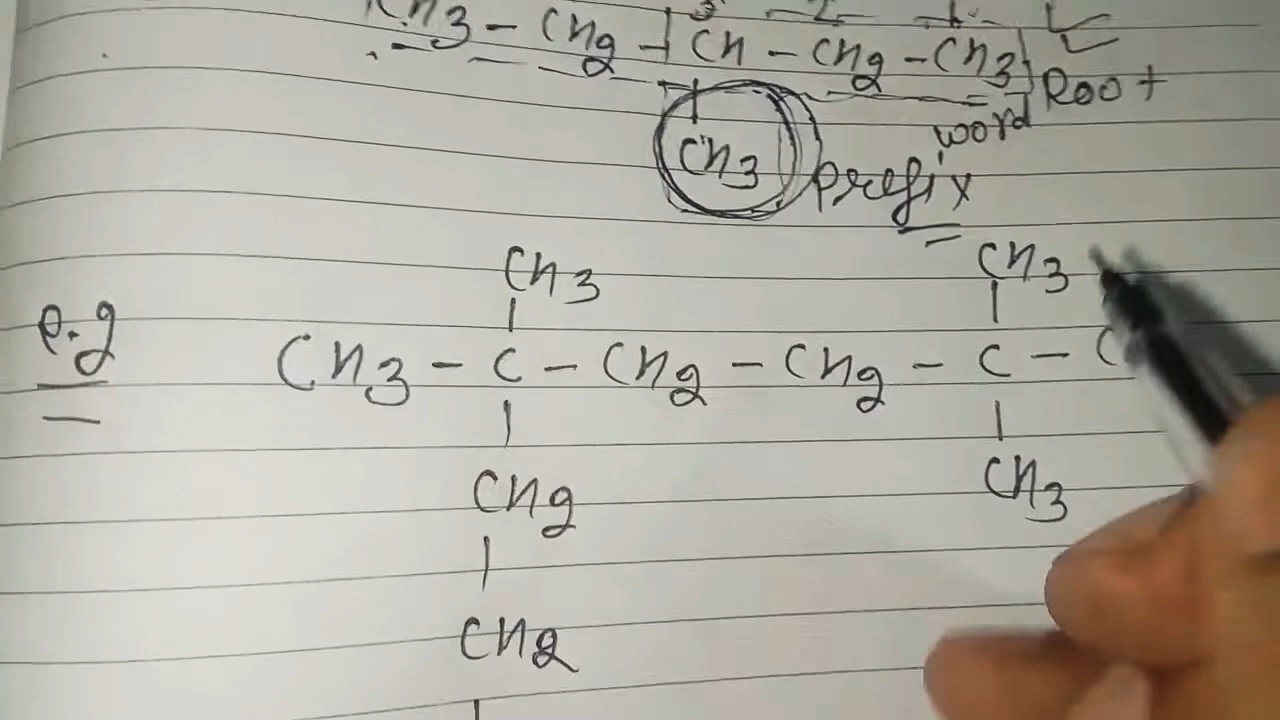 CH3 - CH2 - CH - CH2 - CH3 Root
CH3 word
prefix
CH3 CH3
e.g CH3 - C - CH2 - CH2 - C - C
CH2 CH3
CH2